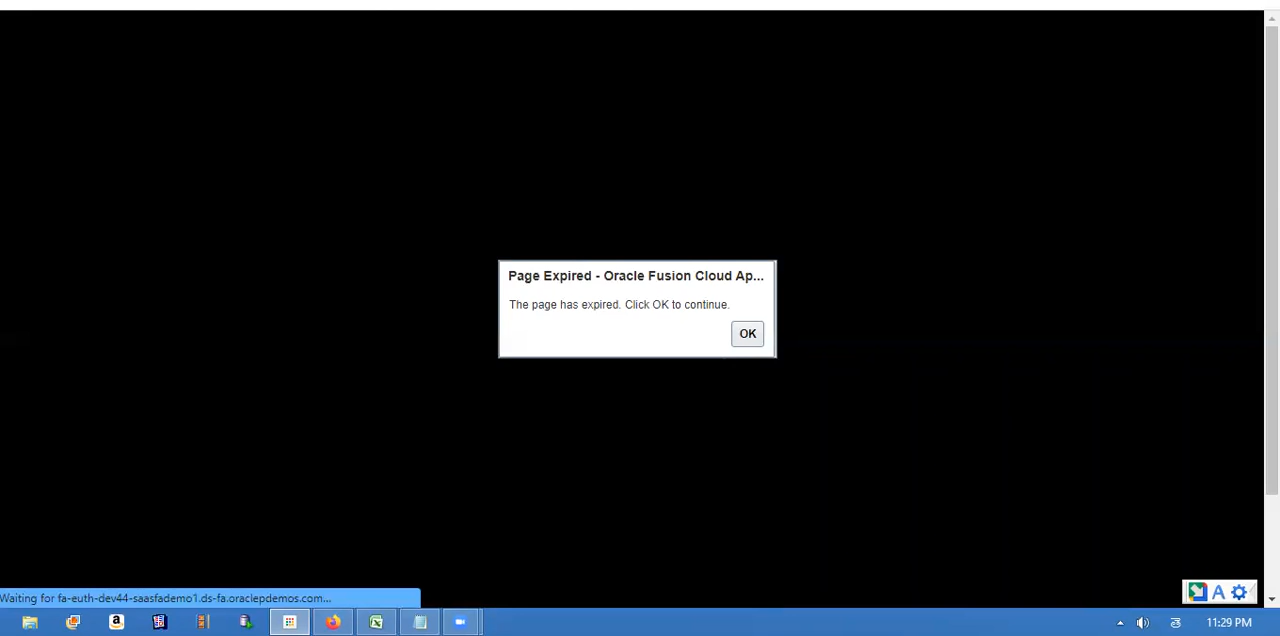 Page Expired - Oracle Fusion Cloud Ap...
The page has expired. Click OK to continue.
OK
Waiting for fa-euth-dev44-saasfademo1.ds-fa.oraclepdemos.com...
A
a
11:29 PM